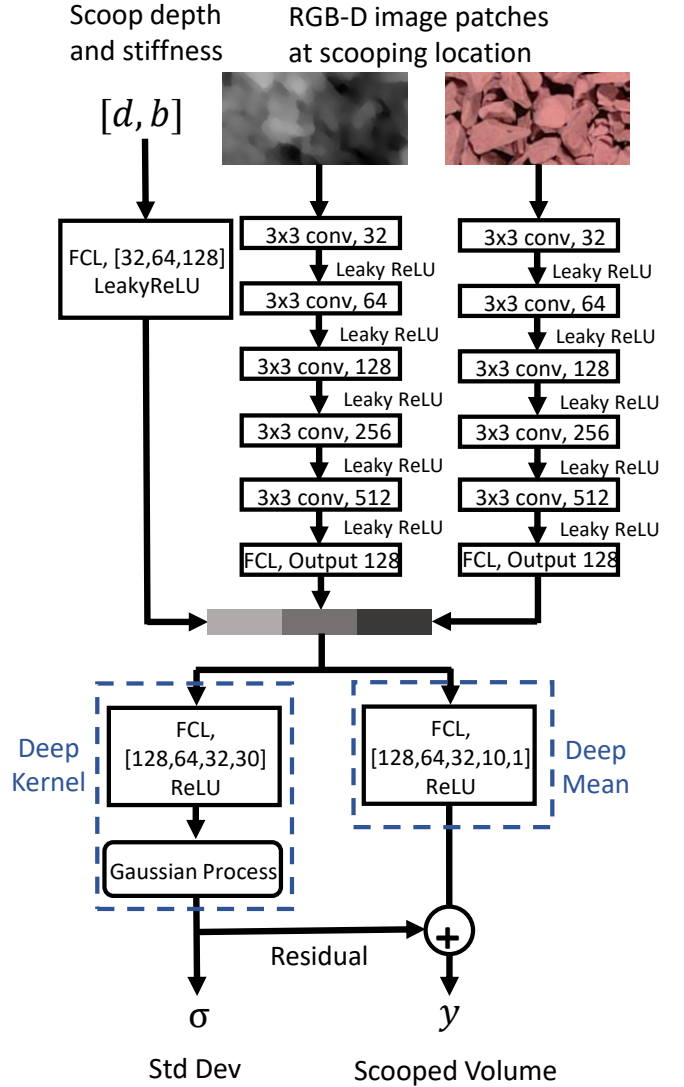 Scoop depth
and stiffness
RGB-D image patches
at scooping location
[d, b]
FCL, [32,64,128]
LeakyReLU
3x3 conv, 32
Leaky ReLU
3x3 conv, 64
Leaky ReLU
3x3 conv, 128
Leaky ReLU
3x3 conv, 256
Leaky ReLU
3x3 conv, 512
Leaky ReLU
FCL, Output 128
3x3 conv, 32
Leaky ReLU
3x3 conv, 64
Leaky ReLU
3x3 conv, 128
Leaky ReLU
3x3 conv, 256
Leaky ReLU
3x3 conv, 512
Leaky ReLU
FCL, Output 128
Deep
Kernel
FCL,
[128,64,32,30]
ReLU
Gaussian Process
FCL,
[128,64,32,10,1]
ReLU
Deep
Mean
Residual
+
σ
y
Std Dev
Scooped Volume